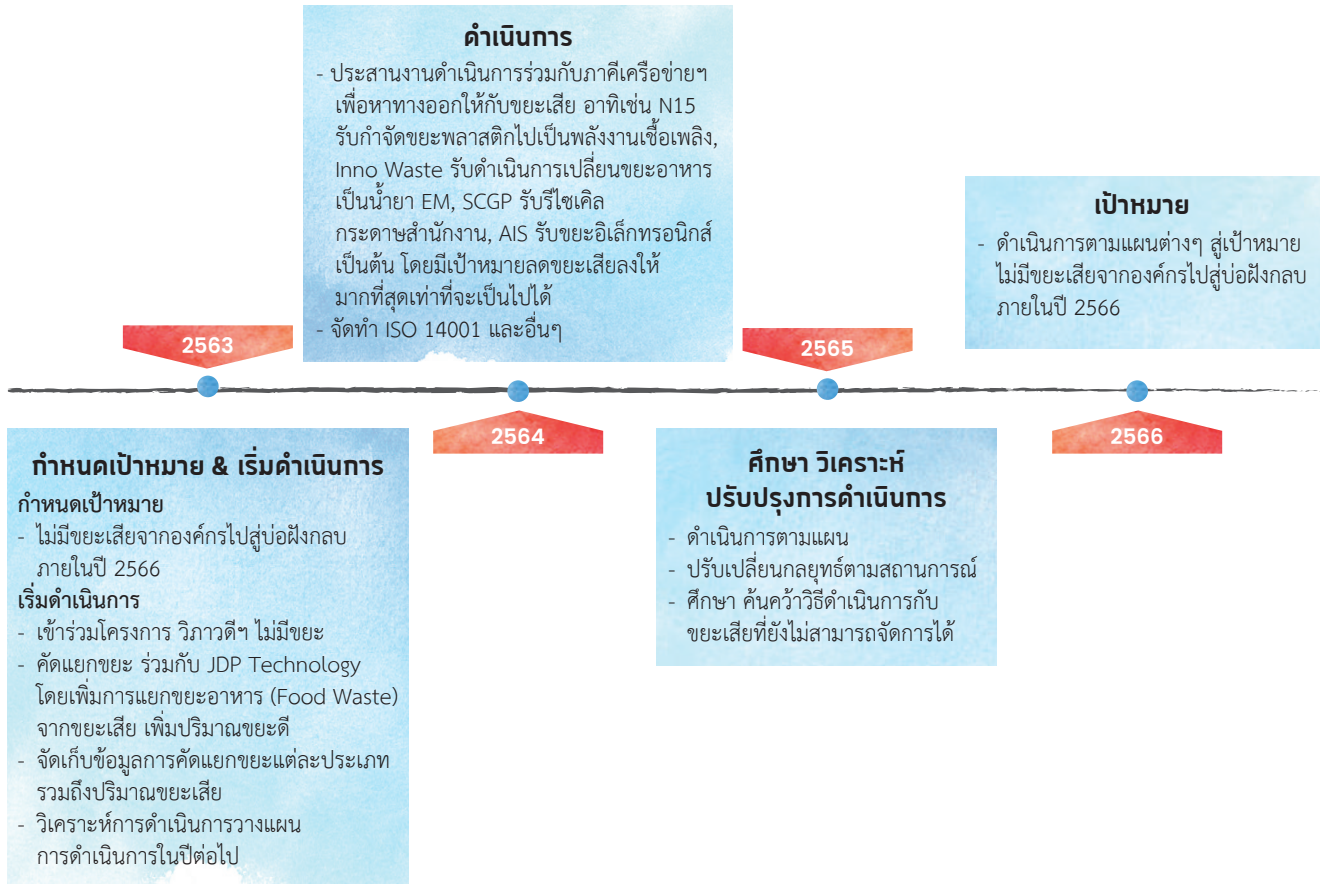 2563
กำหนดเป้าหมาย & เริ่มดำเนินการ
กำหนดเป้าหมาย
- ไม่มีขยะเสียจากองค์กรไปสู่บ่อฝังกลบ
ภายในปี 2566
เริ่มดำเนินการ
- เข้าร่วมโครงการ วิภาวดีฯ ไม่มีขยะ
- คัดแยกขยะ ร่วมกับ JDP Technology
โดยเพิ่มการแยกขยะอาหาร (Food Waste)
จากขยะเสีย เพิ่มปริมาณขยะดี
- จัดเก็บข้อมูลการคัดแยกขยะแต่ละประเภท
รวมถึงปริมาณขยะเสีย
- วิเคราะห์การดำเนินการวางแผน
การดำเนินการในปีต่อไป
ดำเนินการ
- ประสานงานดำเนินการร่วมกับภาคีเครือข่ายฯ
เพื่อหาทางออกให้กับขยะเสีย อาทิเช่น N15
รับกำจัดขยะพลาสติกไปเป็นพลังงานเชื้อเพลิง,
Inno Waste รับดำเนินการเปลี่ยนขยะอาหาร
เป็นน้ำยา EM, SCGP รับรีไซเคิล
กระดาษสำนักงาน, AIS รับขยะอิเล็กทรอนิกส์
เป็นต้น โดยมีเป้าหมายลดขยะเสียลงให้
มากที่สุดเท่าที่จะเป็นไปได้
- จัดทำ ISO 14001 และอื่นๆ
2564
2565
ศึกษา วิเคราะห์
ปรับปรุงการดำเนินการ
- ดำเนินการตามแผน
- ปรับเปลี่ยนกลยุทธ์ตามสถานการณ์
- ศึกษา ค้นคว้าวิธีดำเนินการกับ
ขยะเสียที่ยังไม่สามารถจัดการได้
เป้าหมาย
- ดำเนินการตามแผนต่างๆ สู่เป้าหมาย
ไม่มีขยะเสียจากองค์กรไปสู่บ่อฝังกลบ
ภายในปี 2566
2566